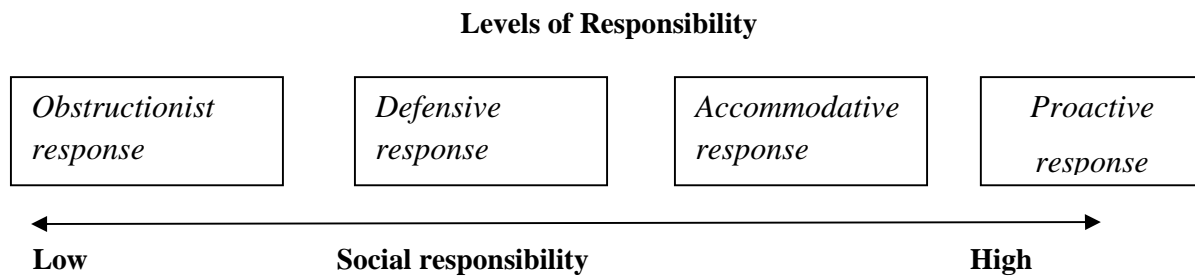 Levels of Responsibility
Obstructionist
response
Defensive
response
Accommodative
response
Proactive
response
Low Social responsibility High